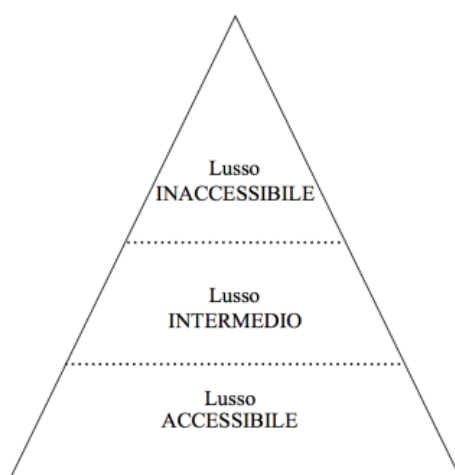 Lusso
INACCESSIBILE
Lusso
INTERMEDIO
Lusso
ACCESSIBILE